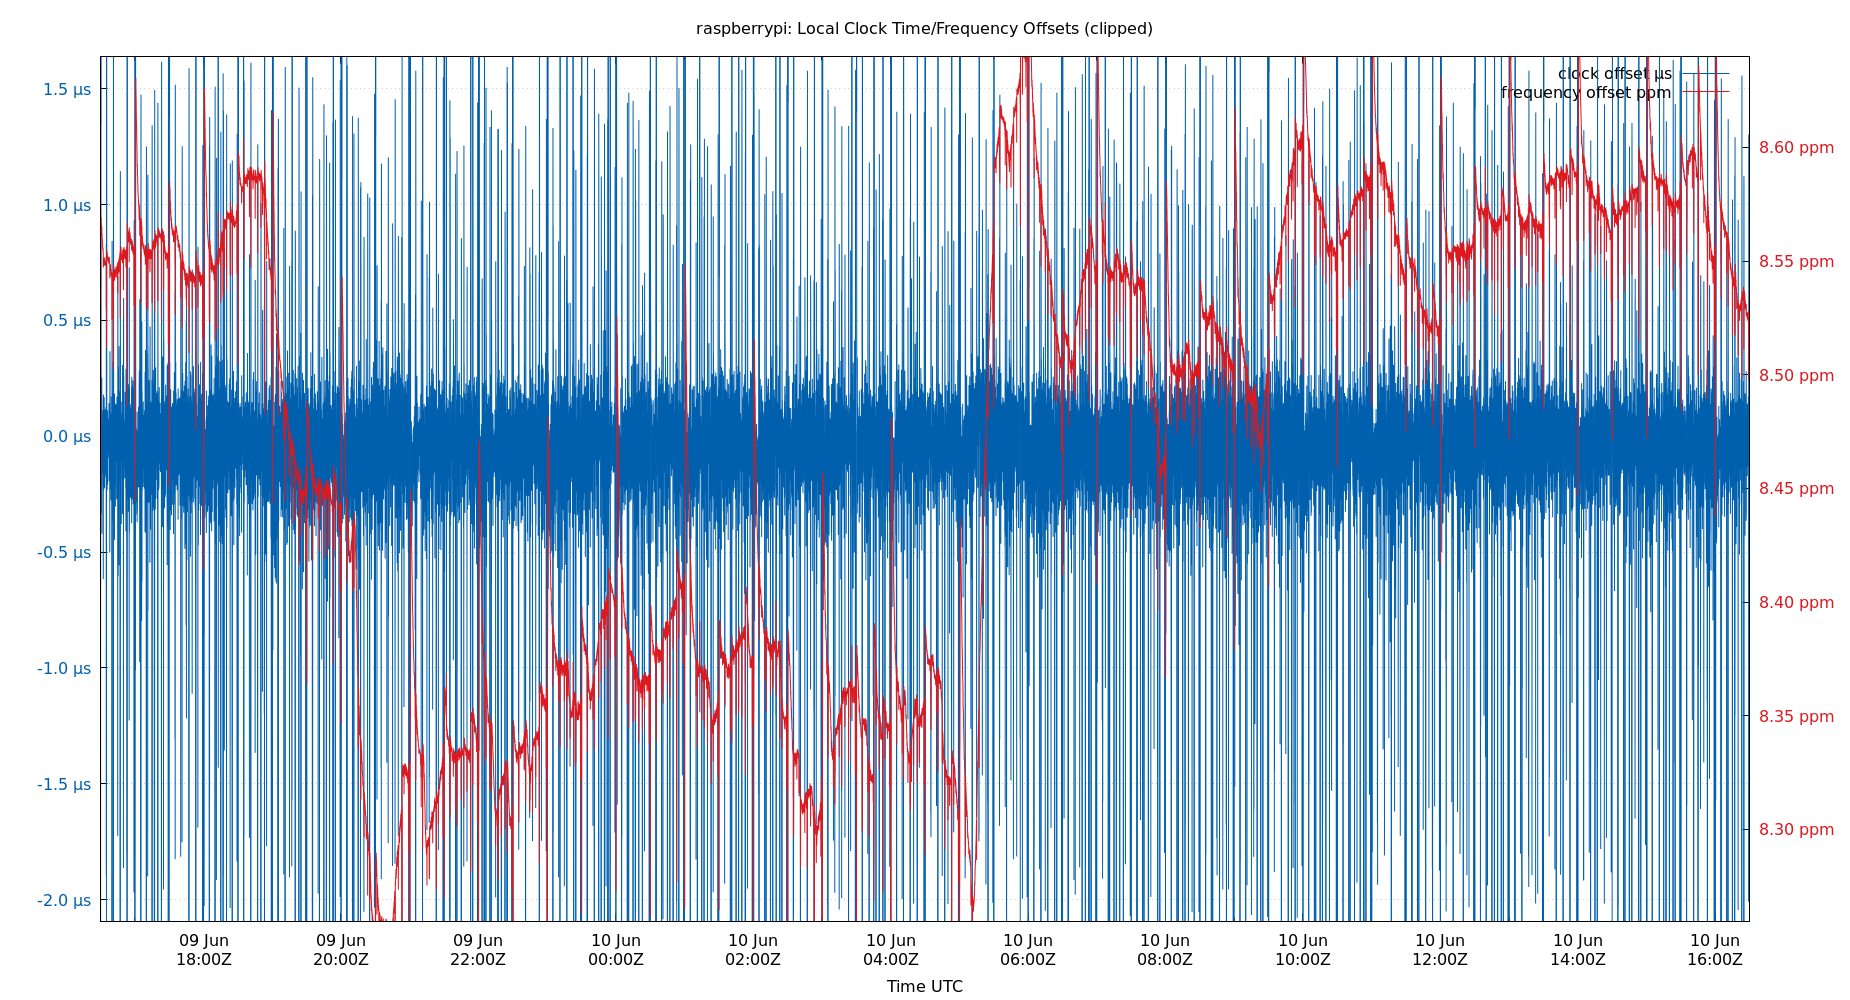 raspberrypi: Local Clock Time/Frequency Offsets (clipped)
clock offset µs
frequency offset ppm
1.5 µs
1.0 µs
0.5 µs
0.0 µs
-0.5 µs
-1.0 µs
-1.5 µs
-2.0 µs
8.60 ppm
8.55 ppm
8.50 ppm
8.45 ppm
8.40 ppm
8.35 ppm
8.30 ppm
09 Jun 09 Jun 09 Jun 10 Jun 10 Jun 10 Jun 10 Jun 10 Jun 10 Jun 10 Jun 10 Jun 10 Jun
18:00Z 20:00Z 22:00Z 00:00Z 02:00Z 04:00Z 06:00Z 08:00Z 10:00Z 12:00Z 14:00Z 16:00Z
Time UTC